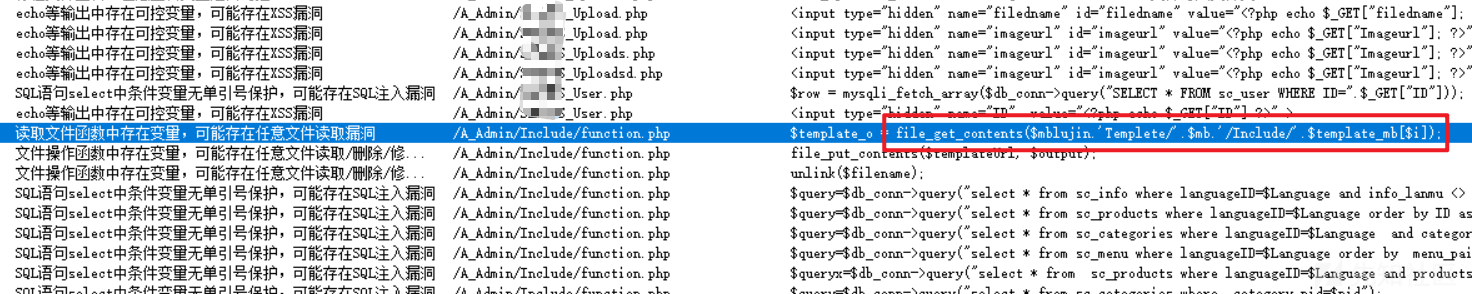 echo等输出中存在可控变量，可能存在XSS漏洞 /A_Admin/ _Upload.php <input type="hidden" name="filedname" id="filedname" value="<?php echo $_GET["filedname"];
echo等输出中存在可控变量，可能存在XSS漏洞 /A_Admin/ _Upload.php <input type="hidden" name="imageurl" id="imageurl" value="<?php echo $_GET["Imageurl"]; ?>"
echo等输出中存在可控变量，可能存在XSS漏洞 /A_Admin/ _Uploads.php <input type="hidden" name="imageurl" id="imageurl" value="<?php echo $_GET["Imageurl"]; ?>"
echo等输出中存在可控变量，可能存在XSS漏洞 /A_Admin/ _Uploadsd.php <input type="hidden" name="imageurl" id="imageurl" value="<?php echo $_GET["Imageurl"]; ?>"
SQL语句select中条件变量无单引号保护，可能存在SQL注入漏洞 /A_Admin/ _User.php $row = mysqli_fetch_array($db_conn->query("SELECT * FROM sc_user WHERE ID=".$_GET["ID"]));
echo等输出中存在可控变量，可能存在XSS漏洞 /A_Admin/ _User.php <input type="hidden" name="ID" value="<?php echo $_GET["ID"] ?>" >
读取文件函数中存在变量，可能存在任意文件读取漏洞 /A_Admin/Include/function.php $template_o = file_get_contents($mblujin.'Templete/'.$mb.'/Include/'.$template_mb[$i]);
文件操作函数中存在变量，可能存在任意文件读取/删除/修... /A_Admin/Include/function.php file_put_contents($templateUrl, $output);
文件操作函数中存在变量，可能存在任意文件读取/删除/修... /A_Admin/Include/function.php unlink($filename);
SQL语句select中条件变量无单引号保护，可能存在SQL注入漏洞 /A_Admin/Include/function.php $query=$db_conn->query("select * from sc_info where languageID=$Language and info_lanmu <>
SQL语句select中条件变量无单引号保护，可能存在SQL注入漏洞 /A_Admin/Include/function.php $query=$db_conn->query("select * from sc_products where languageID=$Language order by ID as
SQL语句select中条件变量无单引号保护，可能存在SQL注入漏洞 /A_Admin/Include/function.php $query=$db_conn->query("select * from sc_categories where languageID=$Language and categor
SQL语句select中条件变量无单引号保护，可能存在SQL注入漏洞 /A_Admin/Include/function.php $query=$db_conn->query("select * from sc_menu where languageID=$Language order by menu_pai
SQL语句select中条件变量无单引号保护，可能存在SQL注入漏洞 /A_Admin/Include/function.php $queryx=$db_conn->query("select * from sc_products where languageID=$Language and products
SQL语句select中条件变量无单引号保护，可能存在SQL注入漏洞 /A_Admin/Include/function.php $query=$db_conn->query("select * from sc_categories where category_pid=$pid");